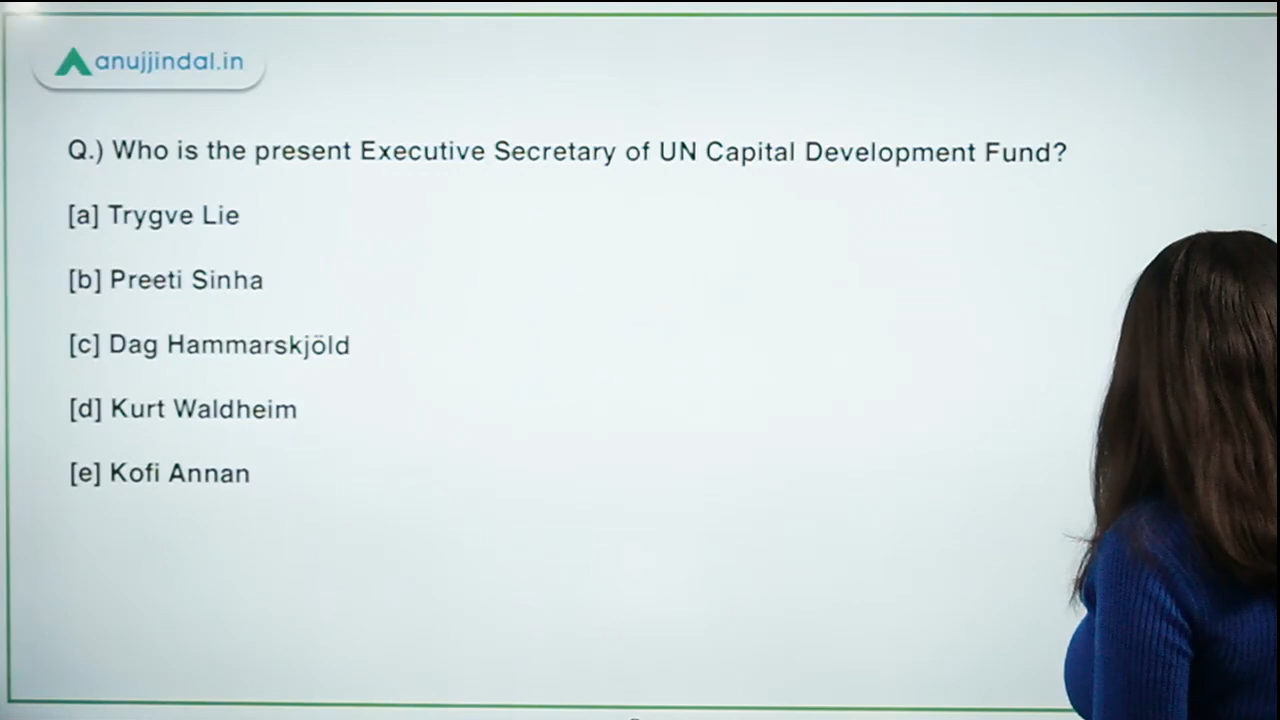 anujjindal.in
Q.) Who is the present Executive Secretary of UN Capital Development Fund?
[a] Trygve Lie
[b] Preeti Sinha
[c] Dag Hammarskjöld
[d] Kurt Waldheim
[e] Kofi Annan